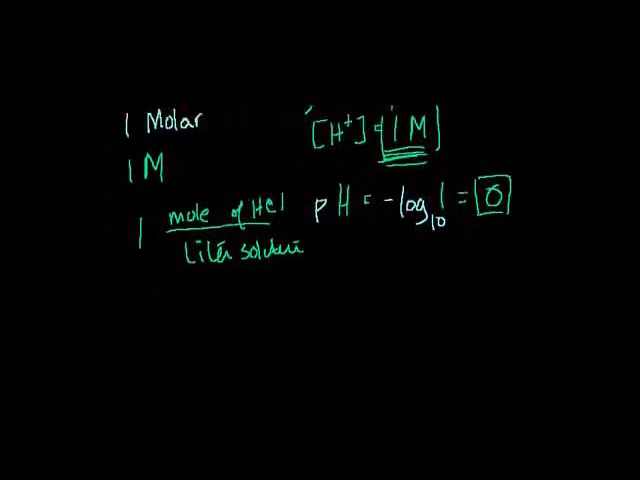 1 Molar
[H+] = 1 M
1 M
1 mole of HCl
Liter solution
pH = -log10 1 = 0